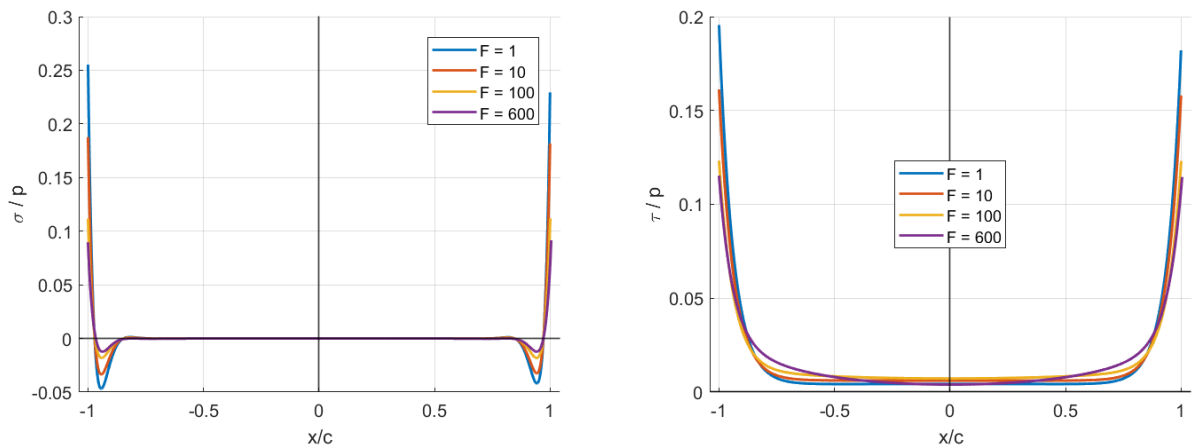 0.3
0.25
0.2
0.15
0.1
0.05
0
-0.05
σ / p
-1
-0.5
0
0.5
1
x/c
F = 1
F = 10
F = 100
F = 600
0.2
0.15
0.1
0.05
0
τ / p
-1
-0.5
0
0.5
1
x/c
F = 1
F = 10
F = 100
F = 600